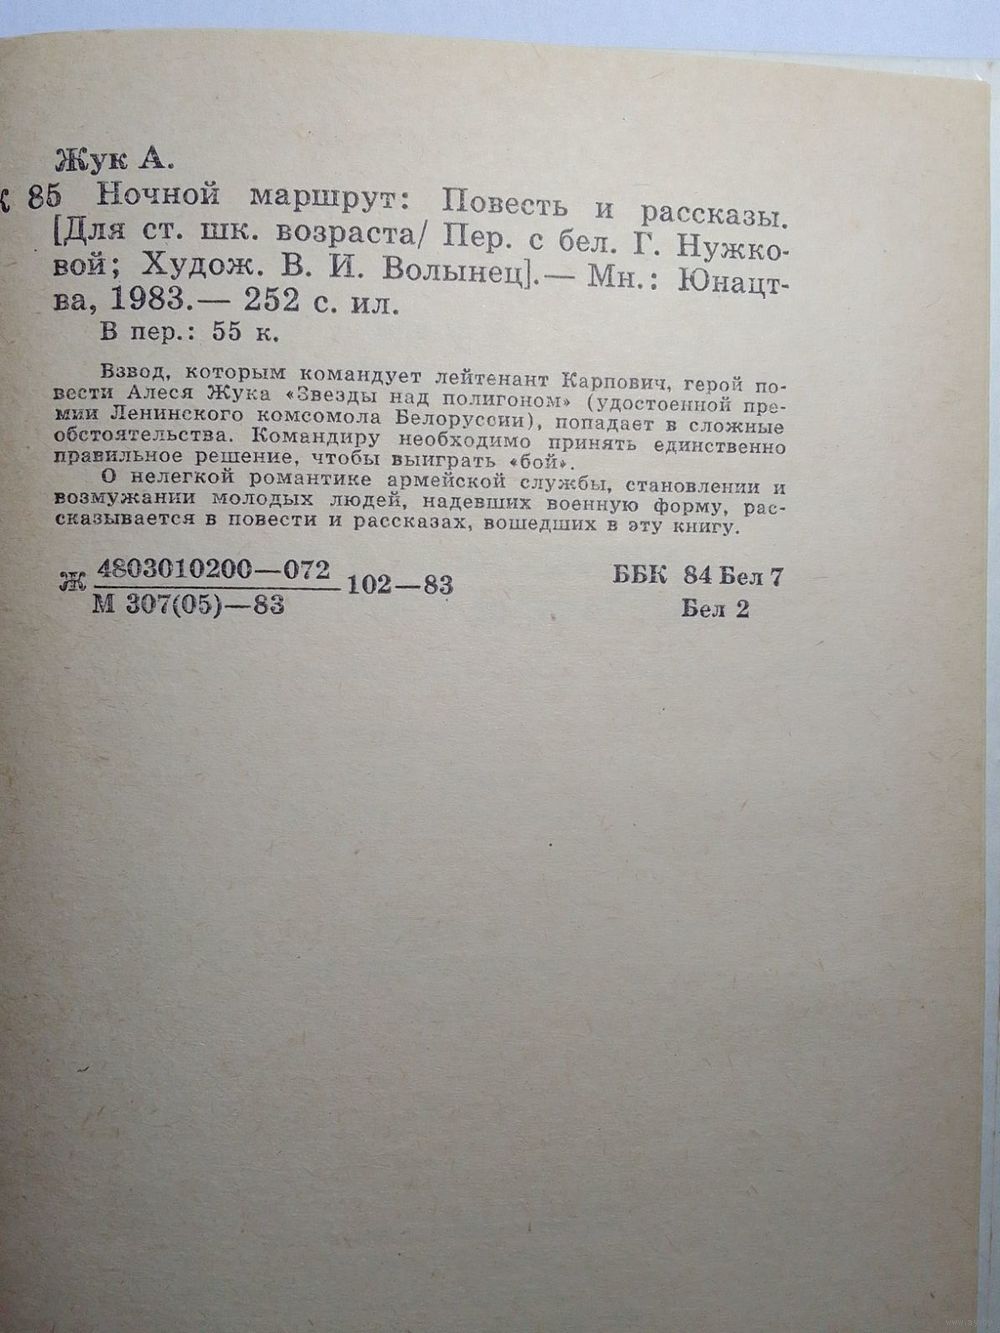 Жук А.
85 Ночной маршрут: Повесть и рассказы.
[Для ст. шк. возраста/ Пер. с бел. Г. Нужко-
вой; Худож. В. И. Волынец].— Мн.: Юнацт-
ва, 1983.— 252 с. ил.
В пер.: 55 к.
Взвод, которым командует лейтенант Карпович, герой по-
вести Алеся Жука «Звезды над полигоном» (удостоенной пре-
мии Ленинского комсомола Белоруссии), попадает в сложные
обстоятельства. Командиру необходимо принять единственно
правильное решение, чтобы выиграть «бой».
О нелегкой романтике армейской службы, становлении и
возмужании молодых людей, надевших военную форму, рас-
сказывается в повести и рассказах, вошедших в эту книгу.
Ж 4803010200—072 102—83
М 307(05)—83
ББК 84 Бел 7
Бел 2